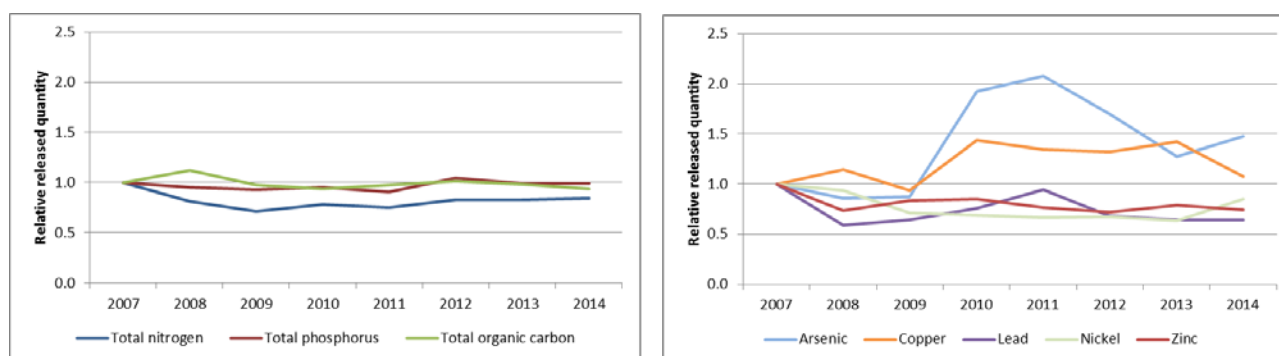 Relative released quantity
2.5
2.0
1.5
1.0
0.5
0.0
2007 2008 2009 2010 2011 2012 2013 2014
Total nitrogen Total phosphorus Total organic carbon
Relative released quantity
2.5
2.0
1.5
1.0
0.5
0.0
2007 2008 2009 2010 2011 2012 2013 2014
Arsenic Copper Lead Nickel Zinc